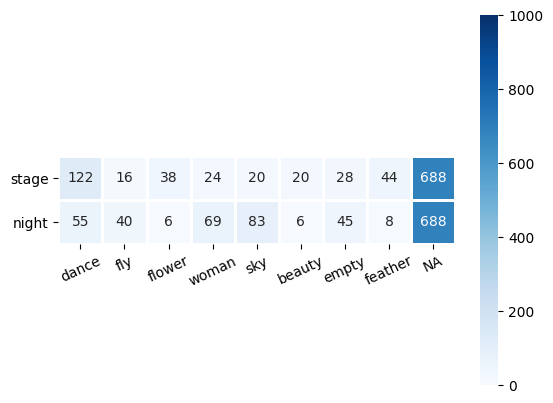 1000
800
600
400
200
0
stage 122 16 38 24 20 20 28 44 688
night 55 40 6 69 83 6 45 8 688
dance fly flower woman sky beauty empty feather NA